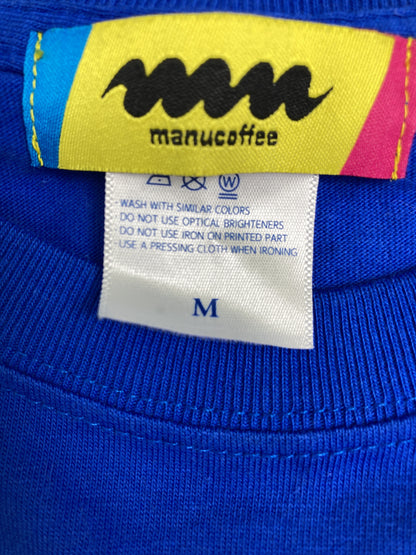 manucoffee
W
WASH WITH SIMILAR COLORS
DO NOT USE OPTICAL BRIGHTENERS
DO NOT USE IRON ON PRINTED PART
USE A PRESSING CLOTH WHEN IRONING
M